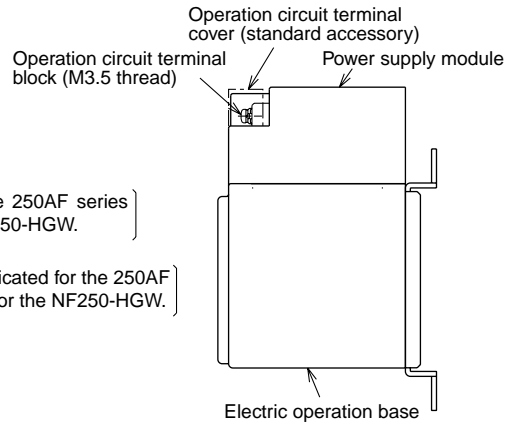 Operation circuit terminal
cover (standard accessory)
Operation circuit terminal
block (M3.5 thread)
Power supply module
250AF series
50-HGW.
icated for the 250AF
or the NF250-HGW.
Electric operation base